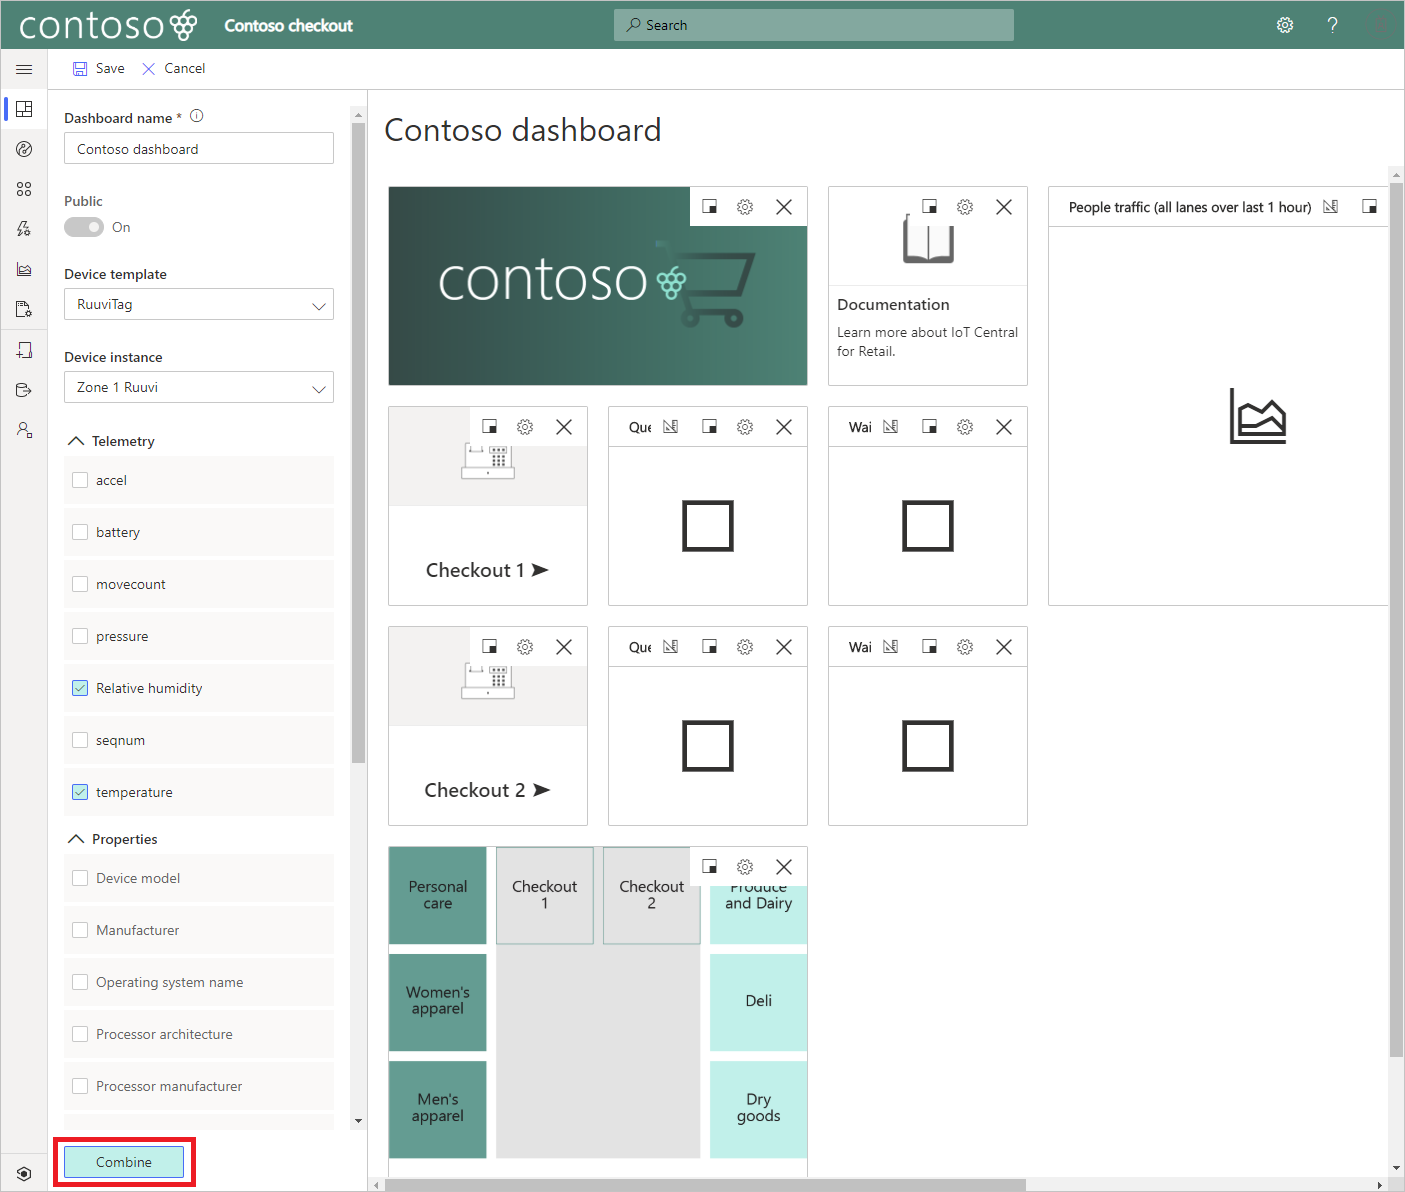 contoso
Contoso checkout
Search
?
Save
Cancel
Dashboard name *
Contoso dashboard
Public
On
Device template
RuuviTag
Device instance
Zone 1 Ruuvi
Telemetry
accel
battery
movecount
pressure
Relative humidity
seqnum
temperature
Properties
Device model
Manufacturer
Operating system name
Processor architecture
Processor manufacturer
Combine
Contoso dashboard
contoso
Documentation
Learn more about IoT Central
for Retail.
People traffic (all lanes over last 1 hour)
Checkout 1
Que
Wai
Checkout 2
Que
Wai
Personal
care
Checkout
1
Checkout
2
Produce
and Dairy
Women's
apparel
Deli
Men's
apparel
Dry
goods